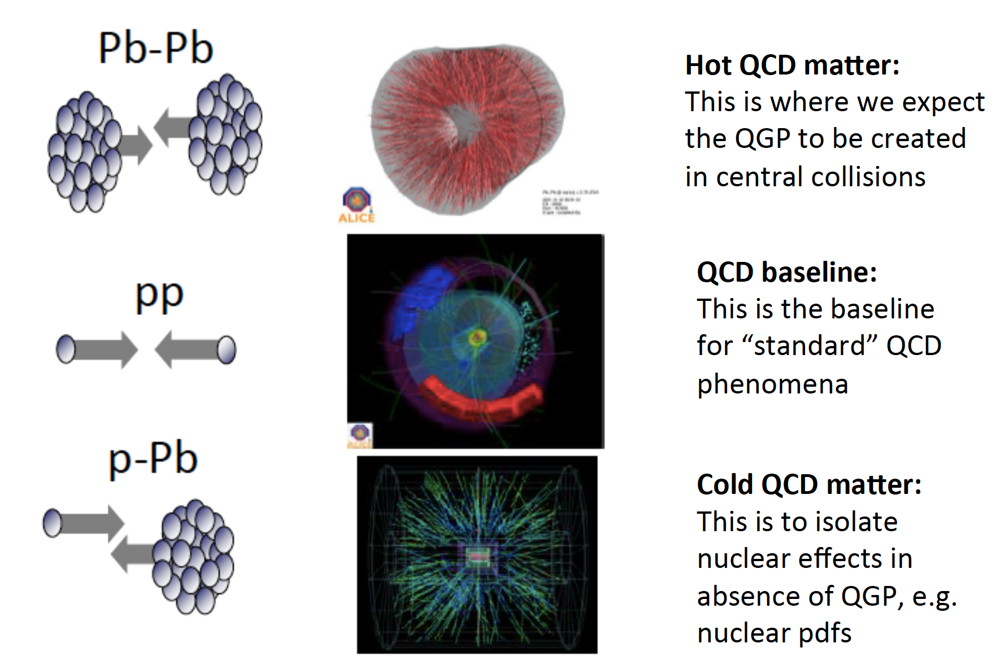 Pb-Pb
Hot QCD matter:
This is where we expect
the QGP to be created
in central collisions
ALICE
pp
QCD baseline:
This is the baseline
for “standard” QCD
phenomena
ALICE
p-Pb
Cold QCD matter:
This is to isolate
nuclear effects in
absence of QGP, e.g.
nuclear pdfs